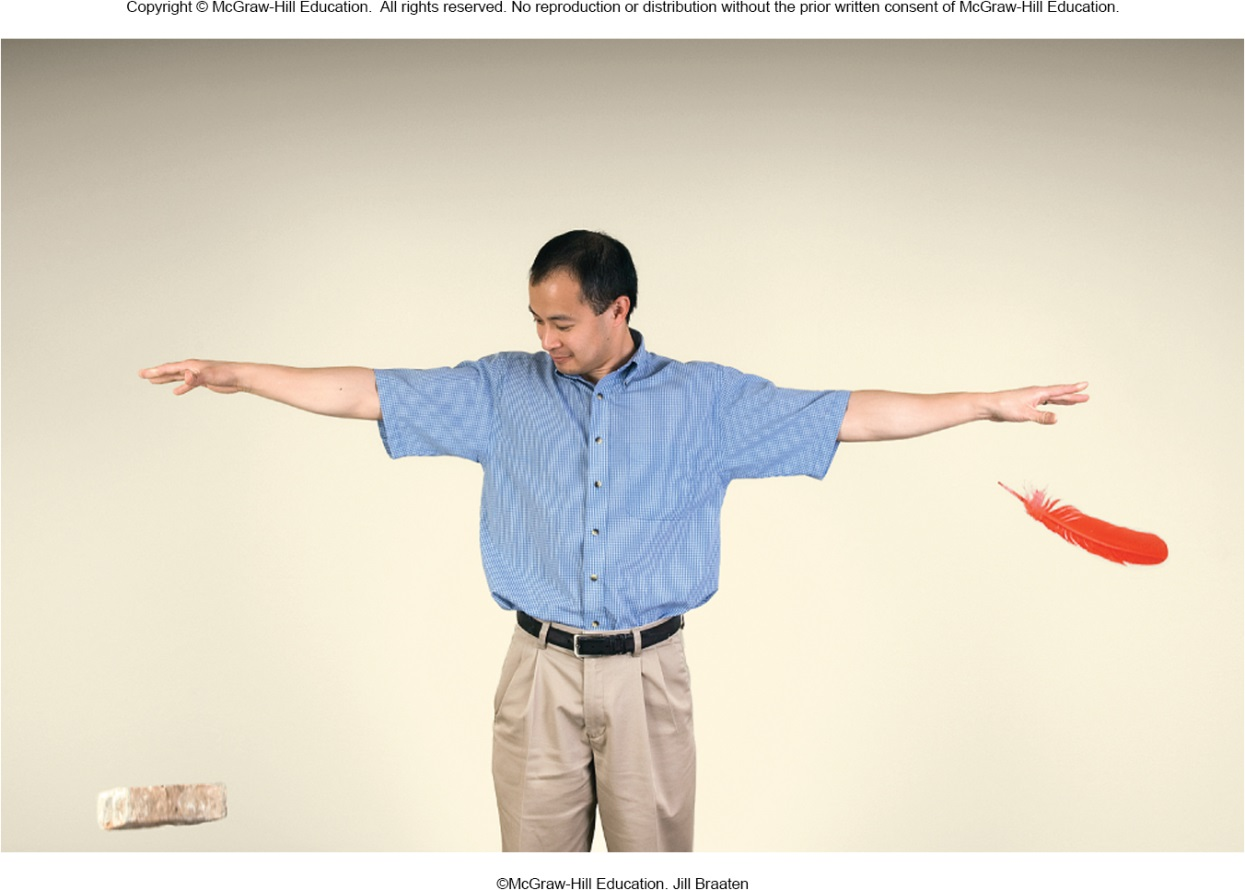 Copyright © McGraw-Hill Education.  All rights reserved. No reproduction or distribution without the prior written consent of McGraw-Hill Education.
©McGraw-Hill Education. Jill Braaten